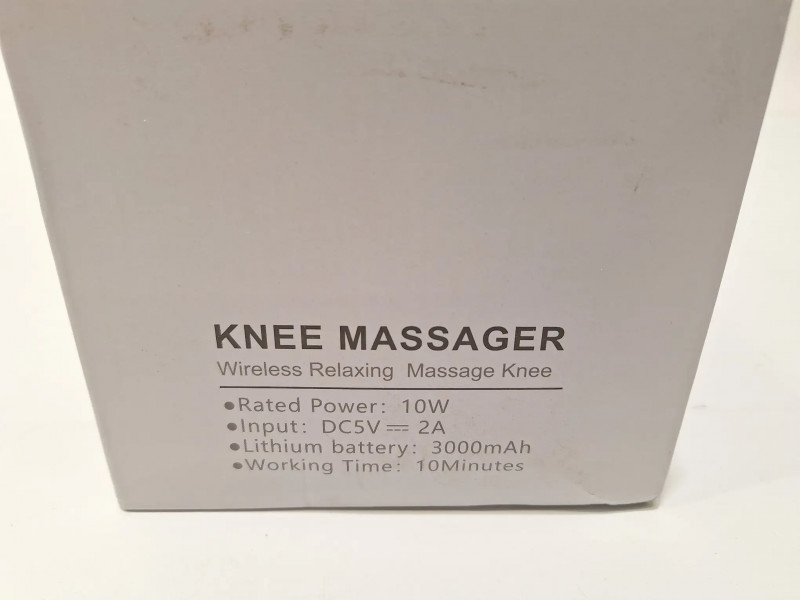 KNEE MASSAGER
Wireless Relaxing Massage Knee
●Rated Power: 10W
●Input: DC5V⎓2A
●Lithium battery: 3000mAh
●Working Time: 10Minutes